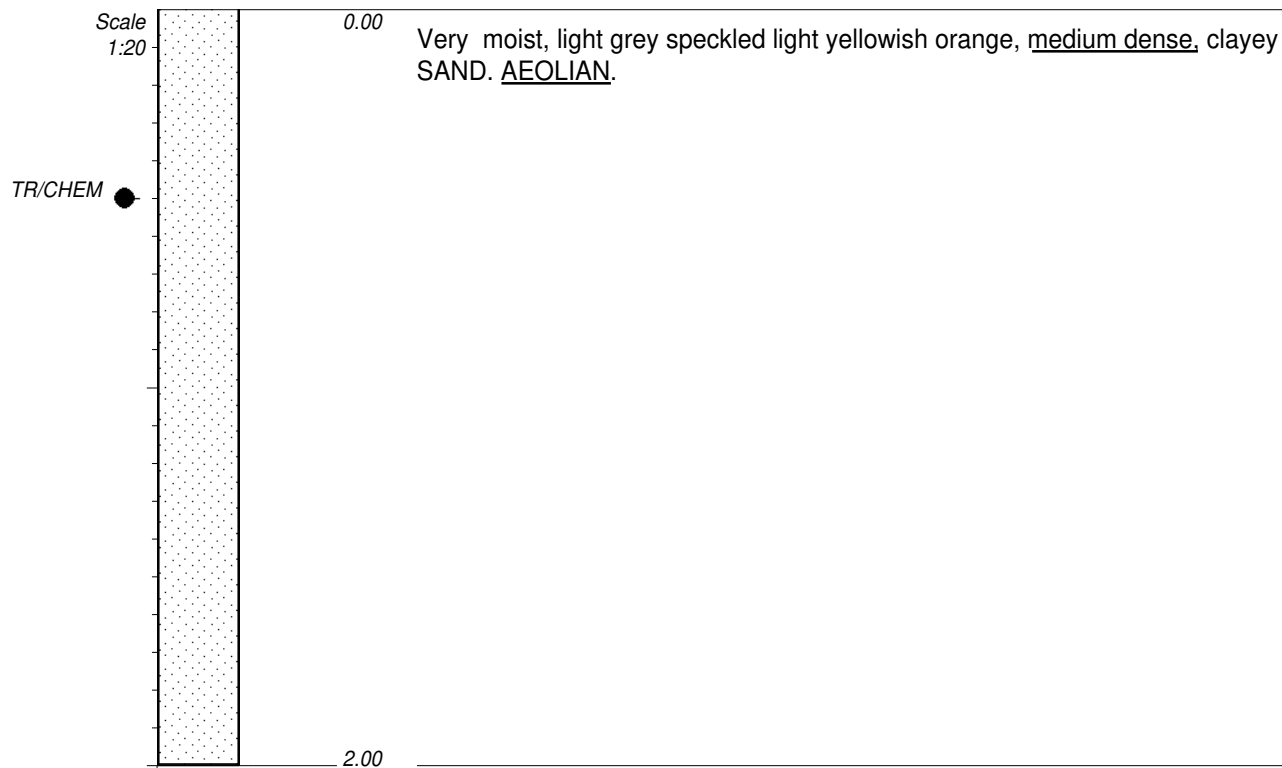 Scale
1:20
0.00
Very moist, light grey speckled light yellowish orange, medium dense, clayey
SAND. AEOLIAN.
TR/CHEM
2.00